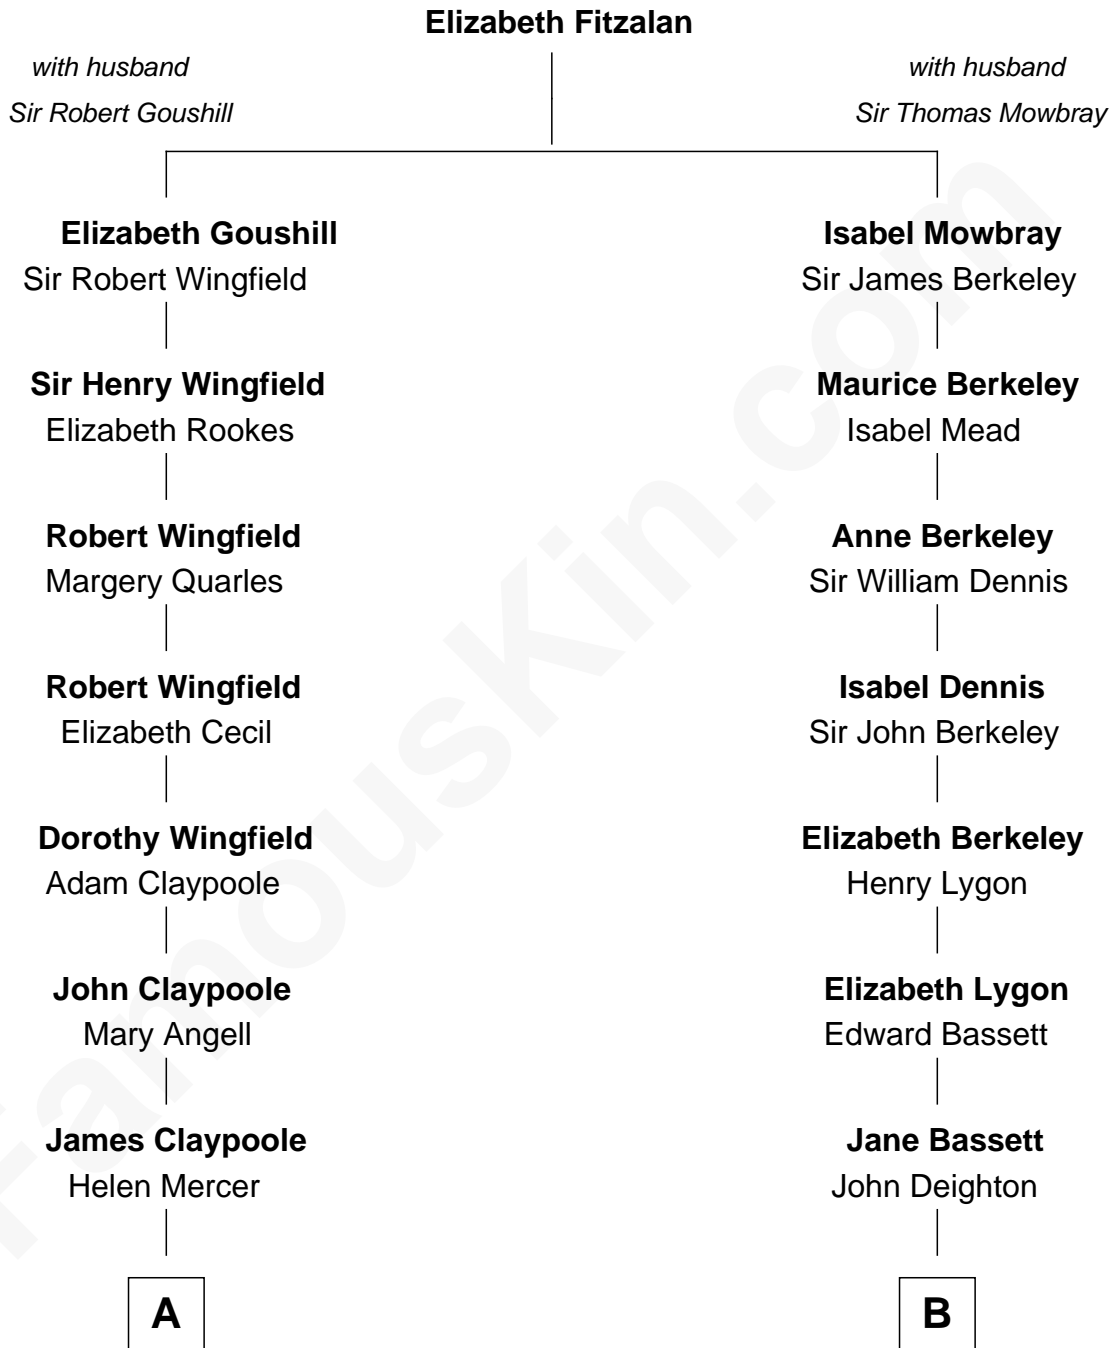 Elizabeth Fitzalan
with husband
Sir Robert Goushill
with husband
Sir Thomas Mowbray
Elizabeth Goushill
Sir Robert Wingfield
Isabel Mowbray
Sir James Berkeley
Sir Henry Wingfield
Elizabeth Rookes
Maurice Berkeley
Isabel Mead
Robert Wingfield
Margery Quarles
Anne Berkeley
Sir William Dennis
Robert Wingfield
Elizabeth Cecil
Isabel Dennis
Sir John Berkeley
Dorothy Wingfield
Adam Claypoole
Elizabeth Berkeley
Henry Lygon
John Claypoole
Mary Angell
Elizabeth Lygon
Edward Bassett
James Claypoole
Helen Mercer
Jane Bassett
John Deighton
A
B
FamousKin.com